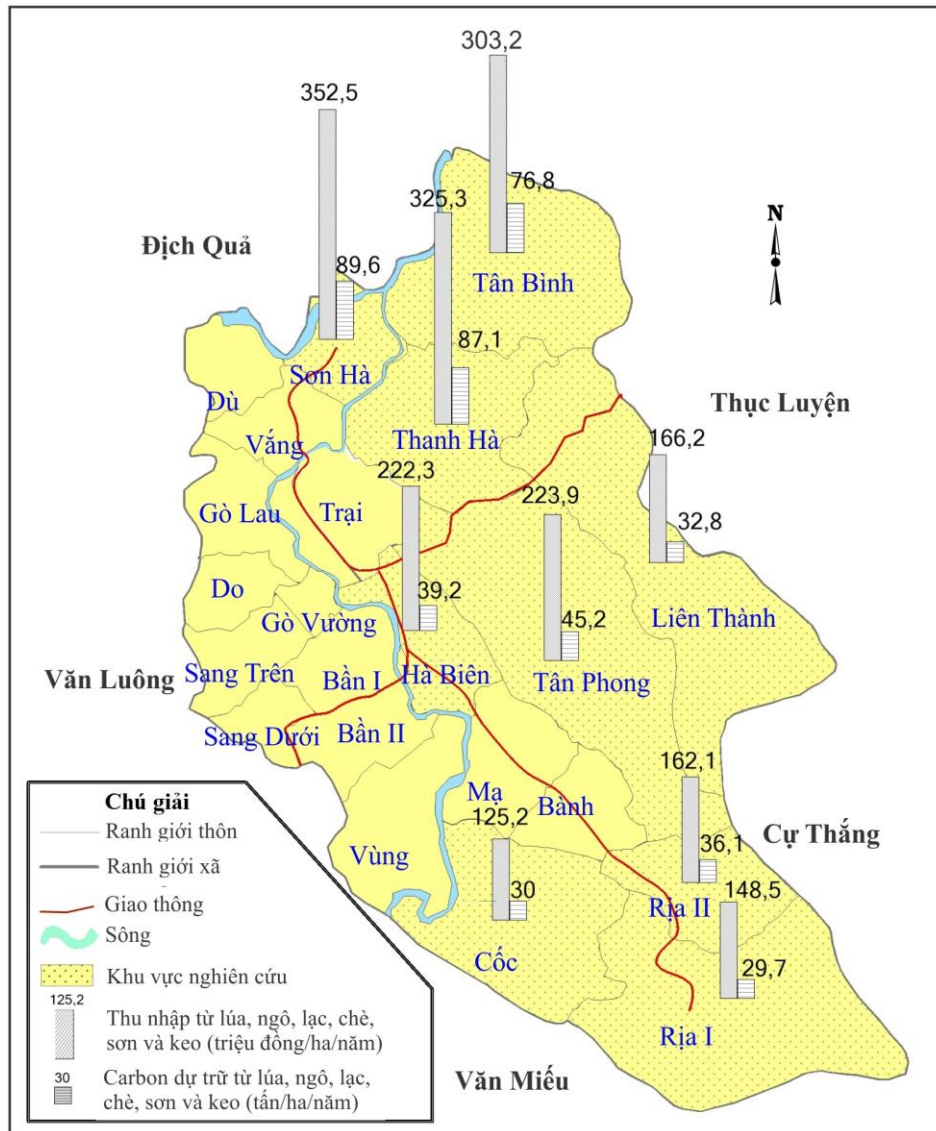 303,2
352,5
76,8
325,3
Địch Quả
N
89,6
Tân Bình
87,1
Sơn Hà
Dù
Thục Luyện
Vắng
Thanh Hà
166,2
222,3
223,9
Gò Lau
Trại
32,8
Do
39,2
45,2
Gò Vường
Liên Thành
Văn Luông
Sang Trên
Bần I
Hà Biên
Tân Phong
Sang Dưới
Bần II
162,1
Mạ
Bành
Cự Thắng
125,2
36,1
Vùng
30
148,5
Rịa II
Cốc
29,7
Rịa I
Văn Miếu
Chú giải
Ranh giới thôn
Ranh giới xã
Giao thông
Sông
Khu vực nghiên cứu
125,2
Thu nhập từ lúa, ngô, lạc, chè,
sơn và keo (triệu đồng/ha/năm)
30
Carbon dự trữ từ lúa, ngô, lạc,
chè, sơn và keo (tấn/ha/năm)